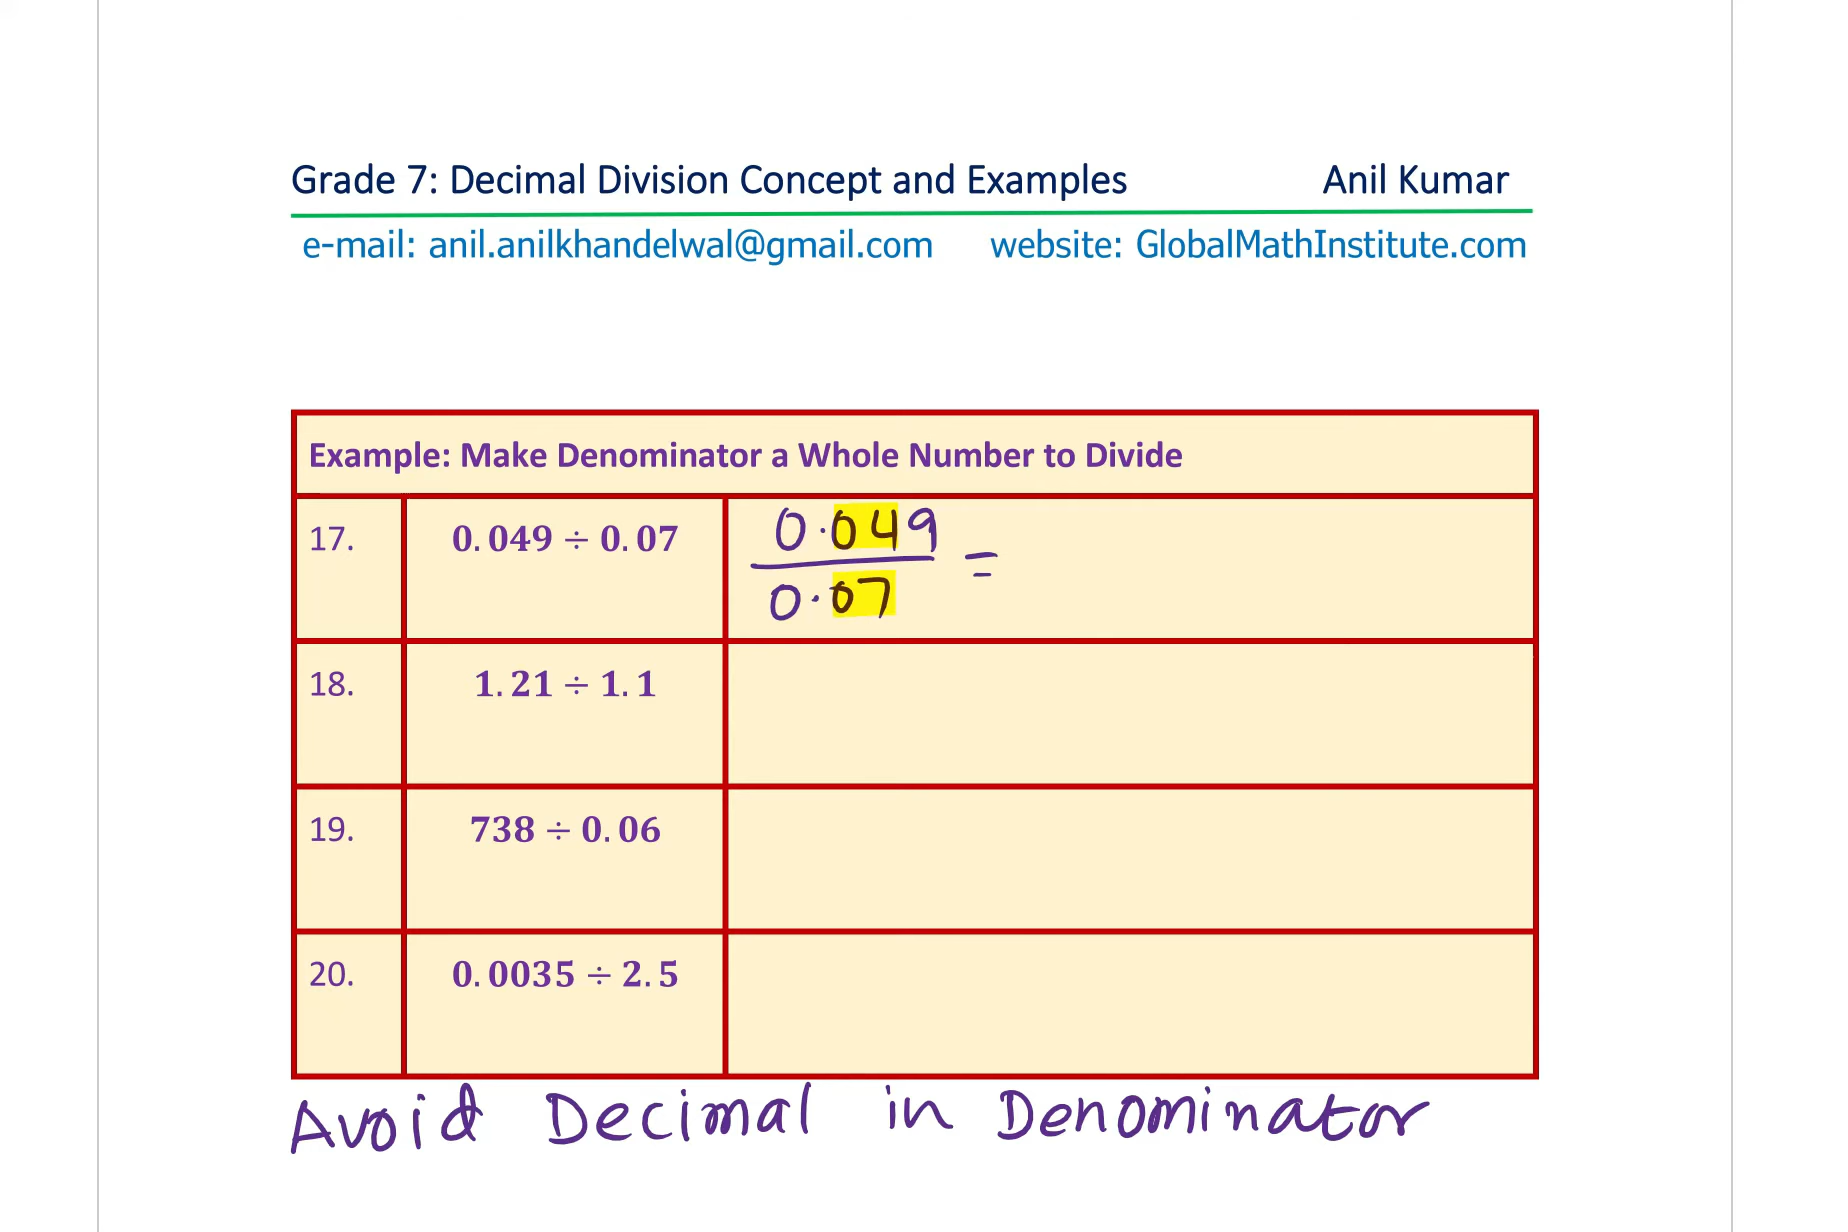 Grade 7: Decimal Division Concept and Examples Anil Kumar
e-mail: anil.anilkhandelwal@gmail.com website: GlobalMathInstitute.com
Example: Make Denominator a Whole Number to Divide
17. 0.049 ÷ 0.07
0.049
0.07
=
18. 1.21 ÷ 1.1
19. 738 ÷ 0.06
20. 0.0035 ÷ 2.5
Avoid Decimal in Denominator